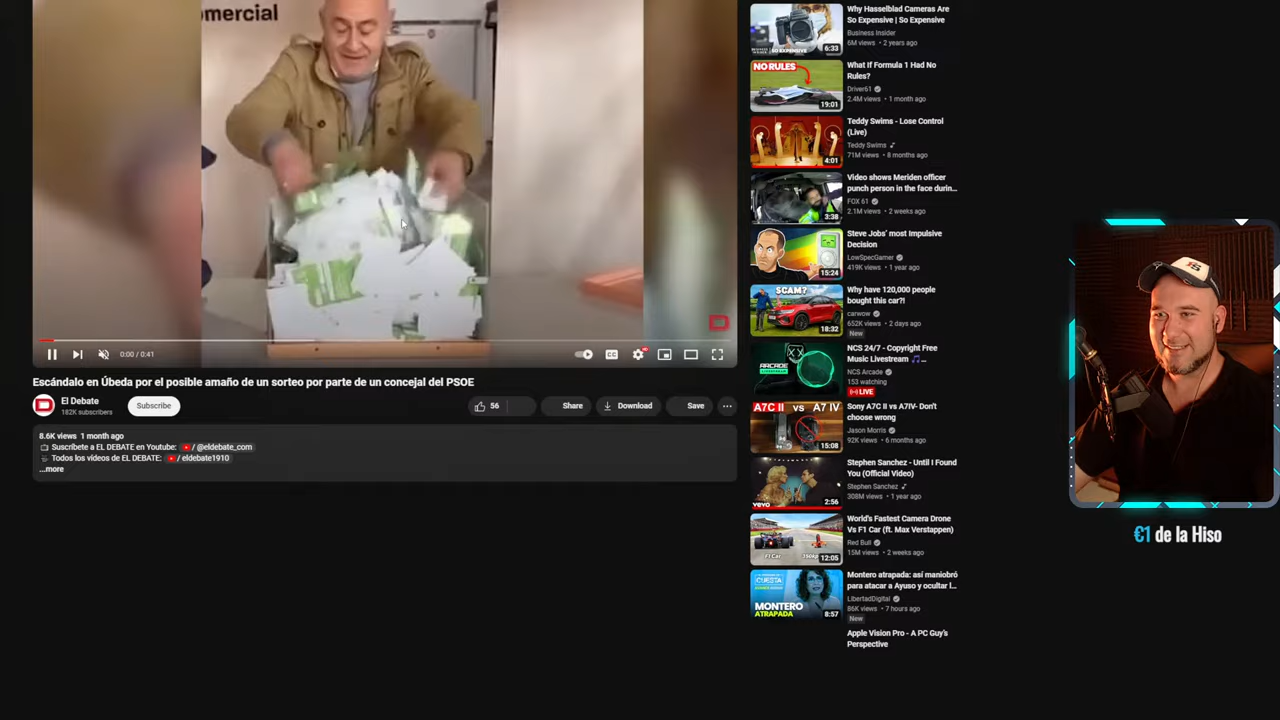 omercial
0:00 / 0:41
CC
Escándalo en Úbeda por el posible amaño de un sorteo por parte de un concejal del PSOE
El Debate
182K subscribers
Subscribe
56
Share
Download
Save
8.6K views 1 month ago
Suscríbete a EL DEBATE en Youtube: / @eldebate_com
Todos los vídeos de EL DEBATE: / eldebate1910
...more
SO EXPENSIVE
6:33
Why Hasselblad Cameras Are
So Expensive | So Expensive
Business Insider
6M views • 2 years ago
NO RULES
19:01
What If Formula 1 Had No
Rules?
Driver61
2.4M views • 1 month ago
4:01
Teddy Swims - Lose Control
(Live)
Teddy Swims
71M views • 8 months ago
3:38
Video shows Meriden officer
punch person in the face durin...
FOX 61
2.1M views • 2 weeks ago
15:24
Steve Jobs' most Impulsive
Decision
LowSpecGamer
419K views • 1 year ago
SCAM?
18:32
Why have 120,000 people
bought this car?!
carwow
652K views • 2 days ago
New
ARCADE
NCS 24/7 - Copyright Free
Music Livestream
NCS Arcade
153 watching
LIVE
A7C II vs A7 IV
15:08
Sony A7C II vs A7IV- Don't
choose wrong
Jason Morris
92K views • 6 months ago
vevo
2:56
Stephen Sanchez - Until I Found
You (Official Video)
Stephen Sanchez
308M views • 1 year ago
F1 Car
12:05
World's Fastest Camera Drone
Vs F1 Car (ft. Max Verstappen)
Red Bull
15M views • 2 weeks ago
CUESTA
MONTERO
ATRAPADA
8:57
Montero atrapada: así maniobró
para atacar a Ayuso y ocultar l...
LibertadDigital
86K views • 7 hours ago
New
Apple Vision Pro - A PC Guy's
Perspective
€1 de la Hiso